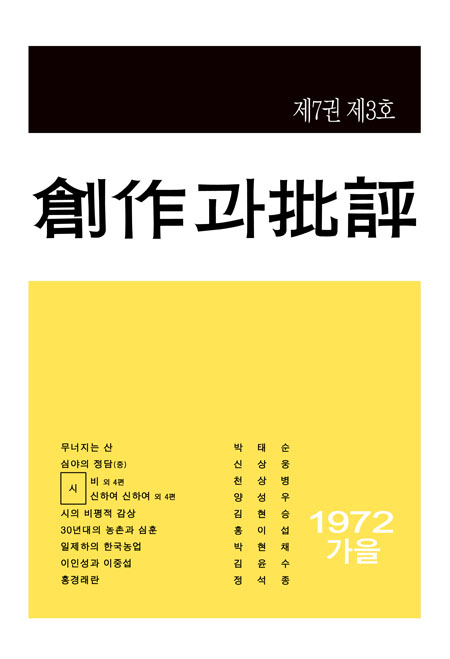 제7권 제3호
創作과批評
무너지는 산 박태순
심야의 정담(중) 신상웅
시
비 외 4편 천상병
신하여 신하여 외 4편 양성우
시의 비평적 감상 김현승
30년대의 농촌과 심훈 홍이섭
일제하의 한국농업 박현채
이인성과 이중섭 김윤수
홍경래란 정석종
1972
가을